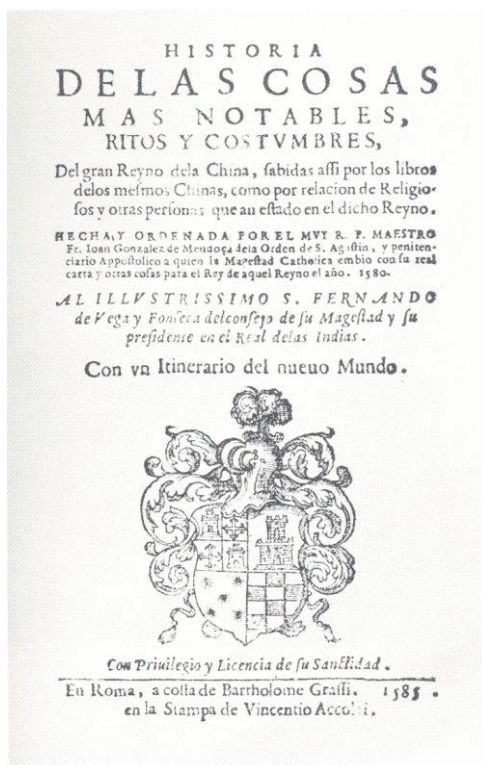 HISTORIA
DELAS COSAS
MAS NOTABLES,
RITOS Y COSTVMBRES,
Del gran Reyno dela China, sabidas assi por los libros
delos mesmos Chinas, como por relacion de Religio-
sos y otras personas que an estado en el dicho Reyno.
HECHA Y ORDENADA POR EL MVY R. P. MAESTRO
Fr. Ioan Gonzalez de Mendoça dela Orden de S. Agustin, y peniten-
ciario Appostolico a quien la Magestad Catholica embio con su real
carta y otras cosas para el Rey de aquel Reyno el año. 1580.
AL ILLVSTRISSIMO S. FERNANDO
de Vega y Fonseca del consejo de su Magestad y su
presidente en el Real delas Indias.
Con vn Itinerario del nueuo Mundo.
Con Priuilegio y Licencia de su Sanctidad.
En Roma, a costa de Bartholome Grassi. 1585.
en la Stampa de Vincentio Accolti.